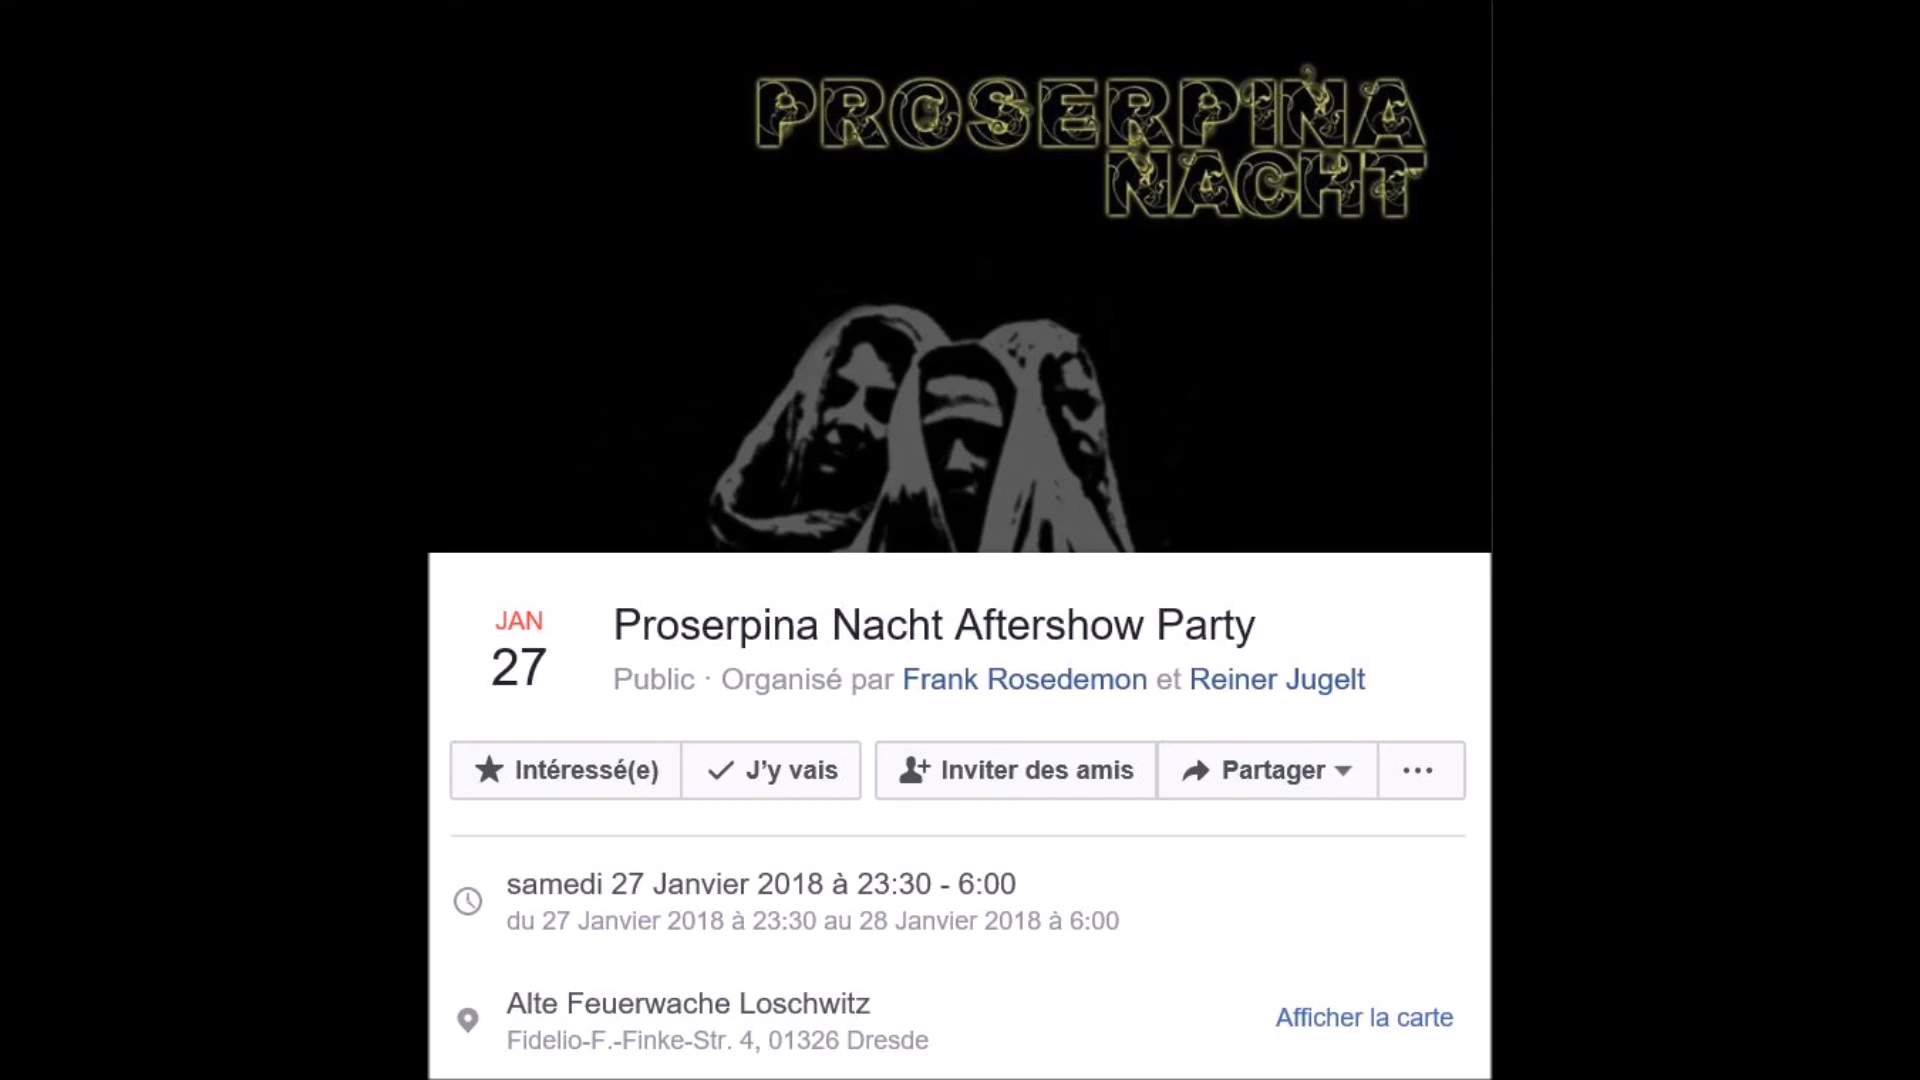 PROSERPINA
NACHT
JAN
27
Proserpina Nacht Aftershow Party
Public · Organisé par Frank Rosedemon et Reiner Jugelt
Intéressé(e)
J’y vais
Inviter des amis
Partager
samedi 27 Janvier 2018 à 23:30 - 6:00
du 27 Janvier 2018 à 23:30 au 28 Janvier 2018 à 6:00
Alte Feuerwache Loschwitz
Fidelio-F.-Finke-Str. 4, 01326 Dresde
Afficher la carte